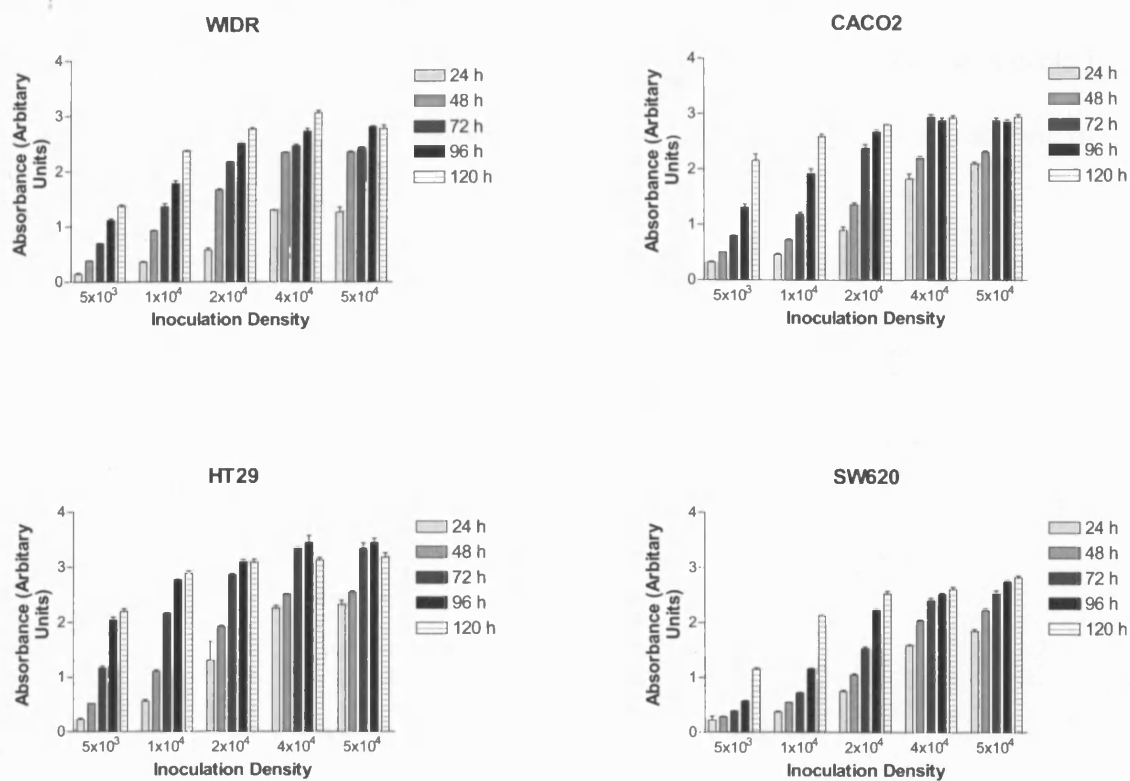 WIDR
Absorbance (Arbitary
Units)
4
3
2
1
0
5x10³ 1x10⁴ 2x10⁴ 4x10⁴ 5x10⁴
Inoculation Density
24 h
48 h
72 h
96 h
120 h
CACO2
Absorbance (Arbitary
Units)
4
3
2
1
0
5x10³ 1x10⁴ 2x10⁴ 4x10⁴ 5x10⁴
Inoculation Density
24 h
48 h
72 h
96 h
120 h
HT29
Absorbance (Arbitary
Units)
4
3
2
1
0
5x10³ 1x10⁴ 2x10⁴ 4x10⁴ 5x10⁴
Inoculation Density
24 h
48 h
72 h
96 h
120 h
SW620
Absorbance (Arbitary
Units)
4
3
2
1
0
5x10³ 1x10⁴ 2x10⁴ 4x10⁴ 5x10⁴
Inoculation Density
24 h
48 h
72 h
96 h
120 h